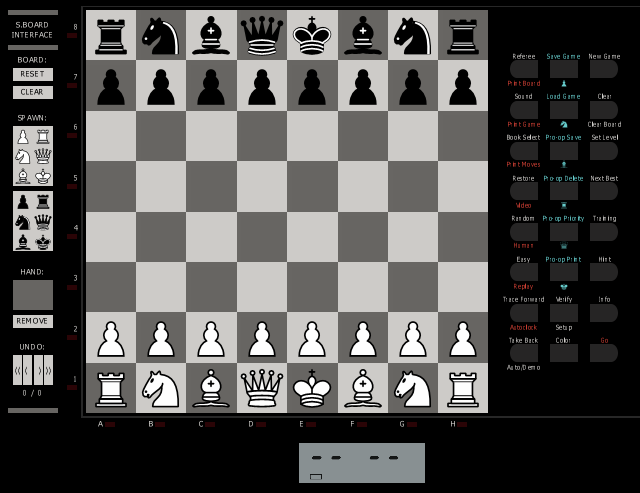 S.BOARD
INTERFACE
BOARD:
RESET
CLEAR
SPAWN:
HAND:
REMOVE
UNDO:
0 / 0
8
7
6
5
4
3
2
1
A B C D E F G H
Referee Save Game New Game
Print Board
Sound Load Game Clear
Print Game Clear Board
Book Select Pro-op Save Set Level
Print Moves
Restore Pro-op Delete Next Best
Video
Random Pro-op Priority Training
Human
Easy Pro-op Print Hint
Replay
Trace Forward Verify Info
Autoclock Setup
Take Back Color Go
Auto/Demo